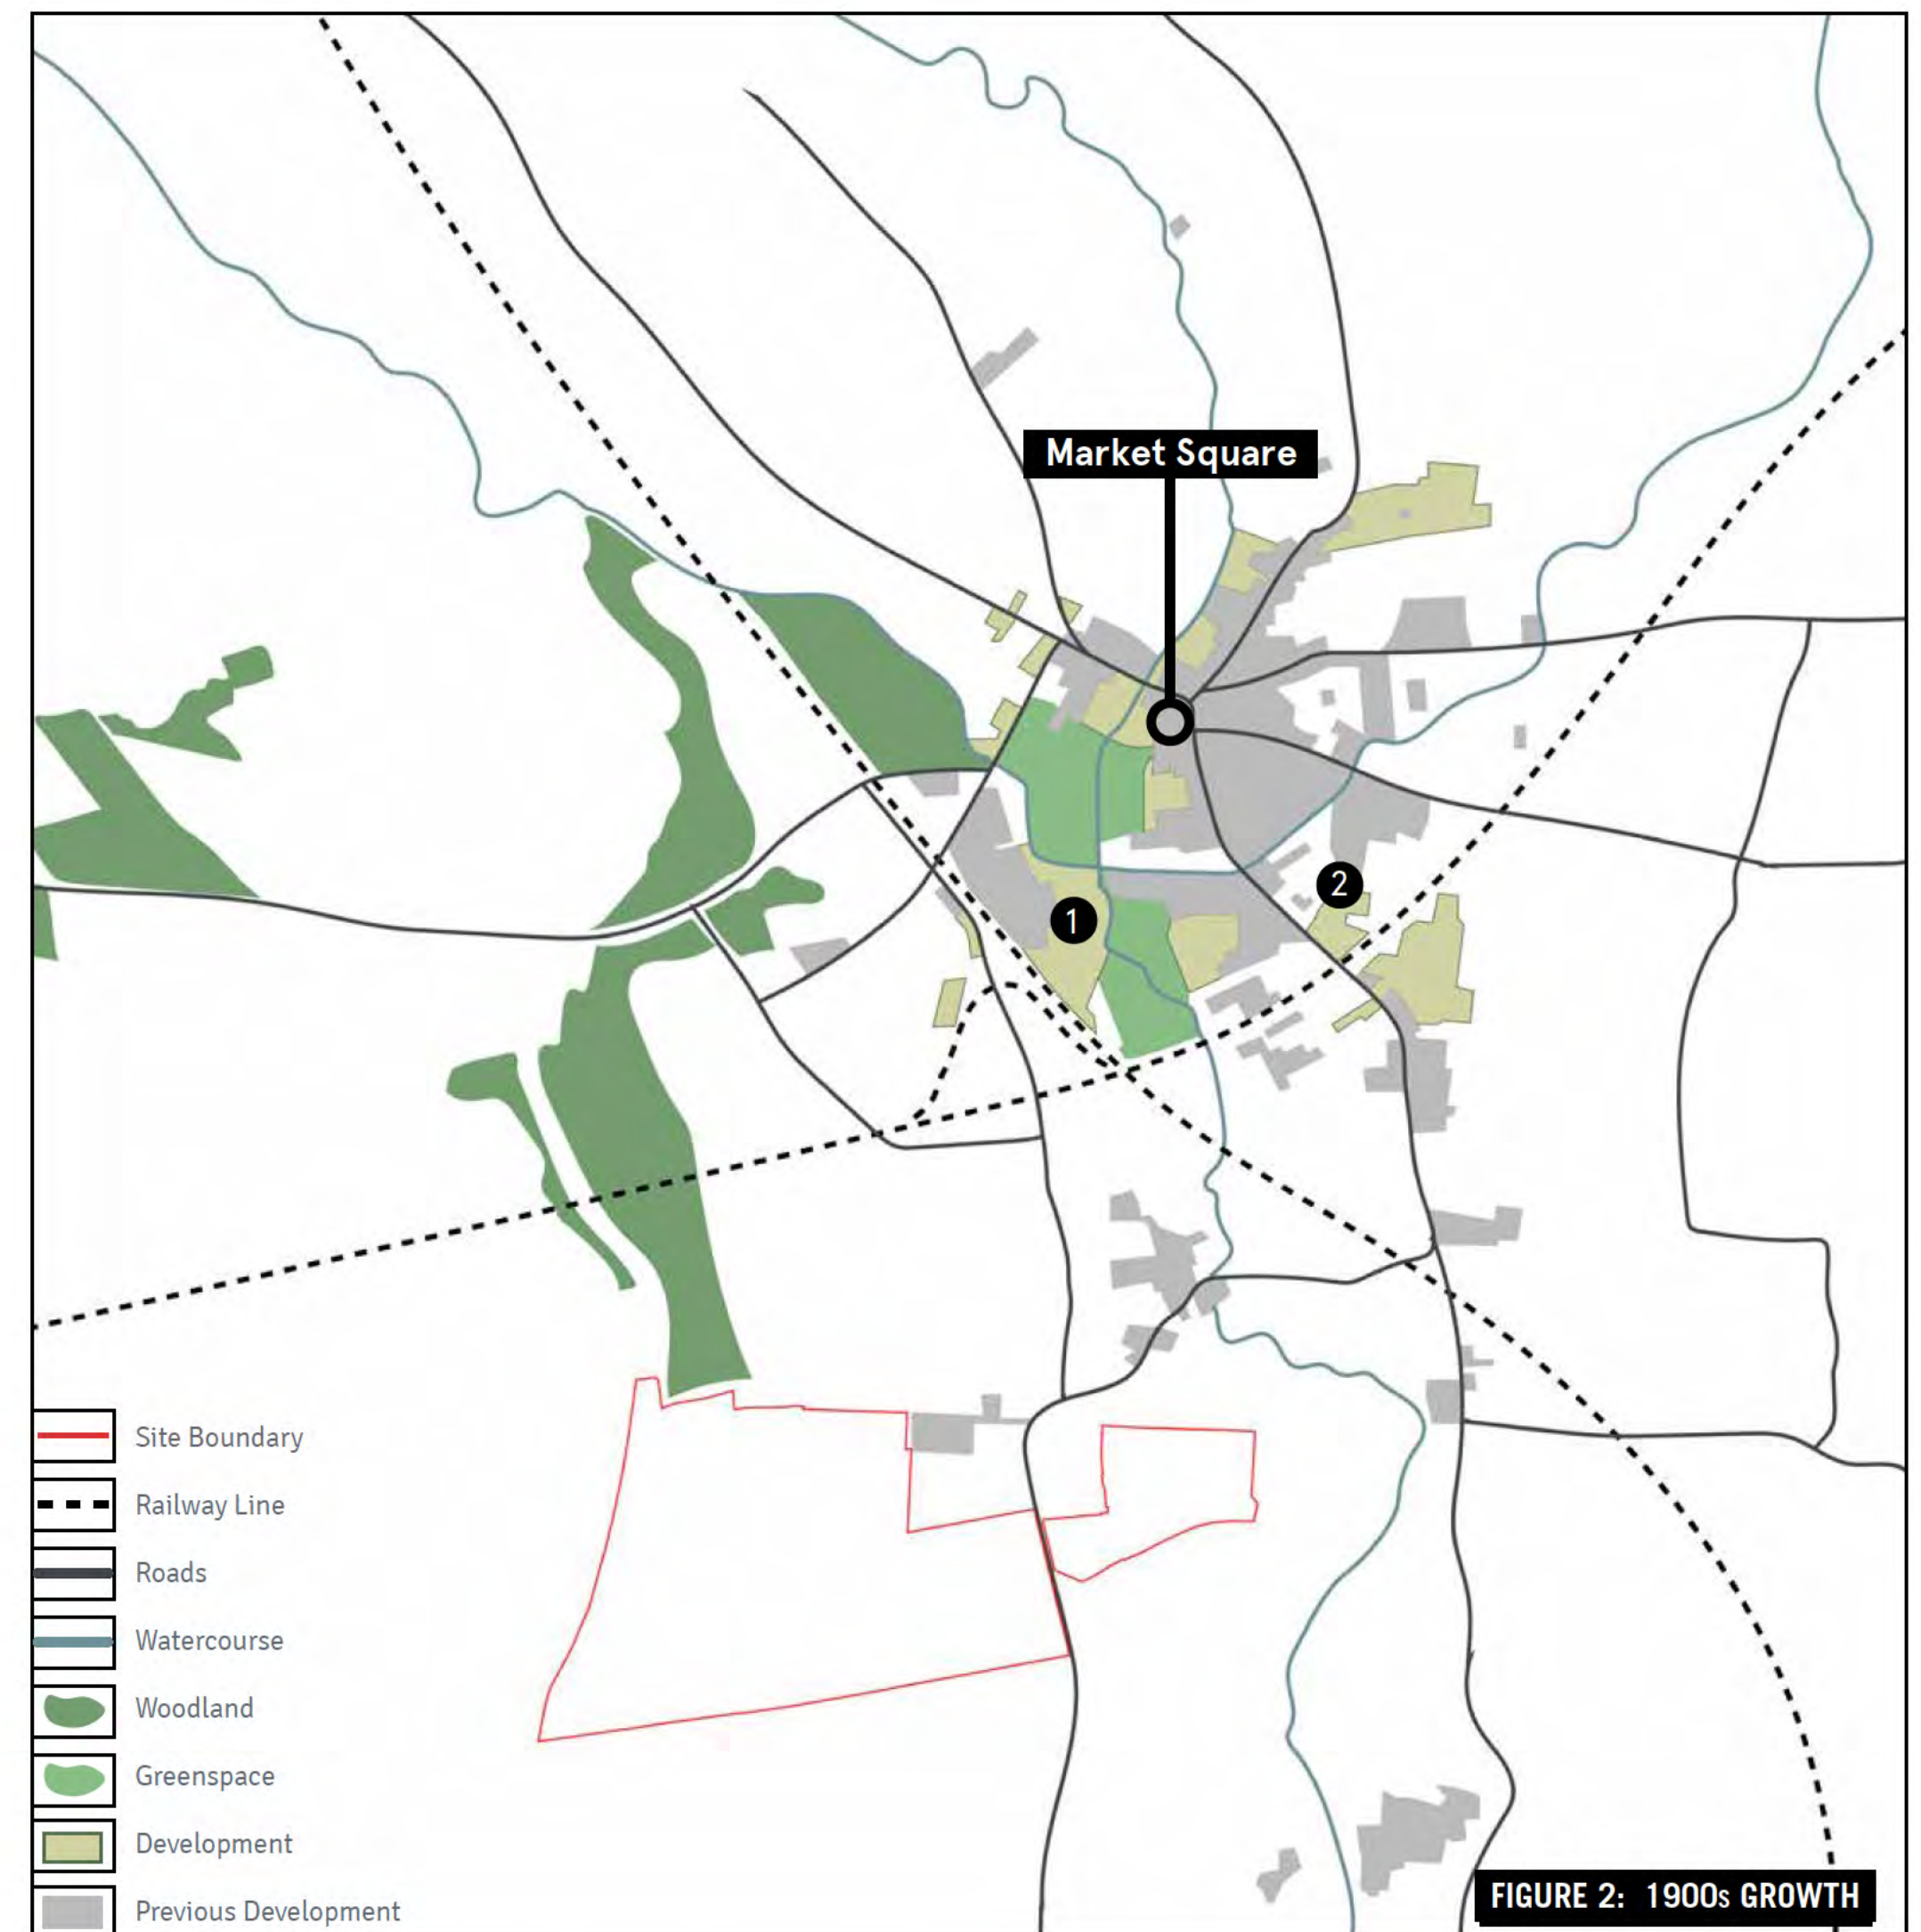 Market Square
2
1
Site Boundary
Railway Line
Roads
Watercourse
Woodland
Greenspace
Development
Previous Development
FIGURE 2: 1900s GROWTH